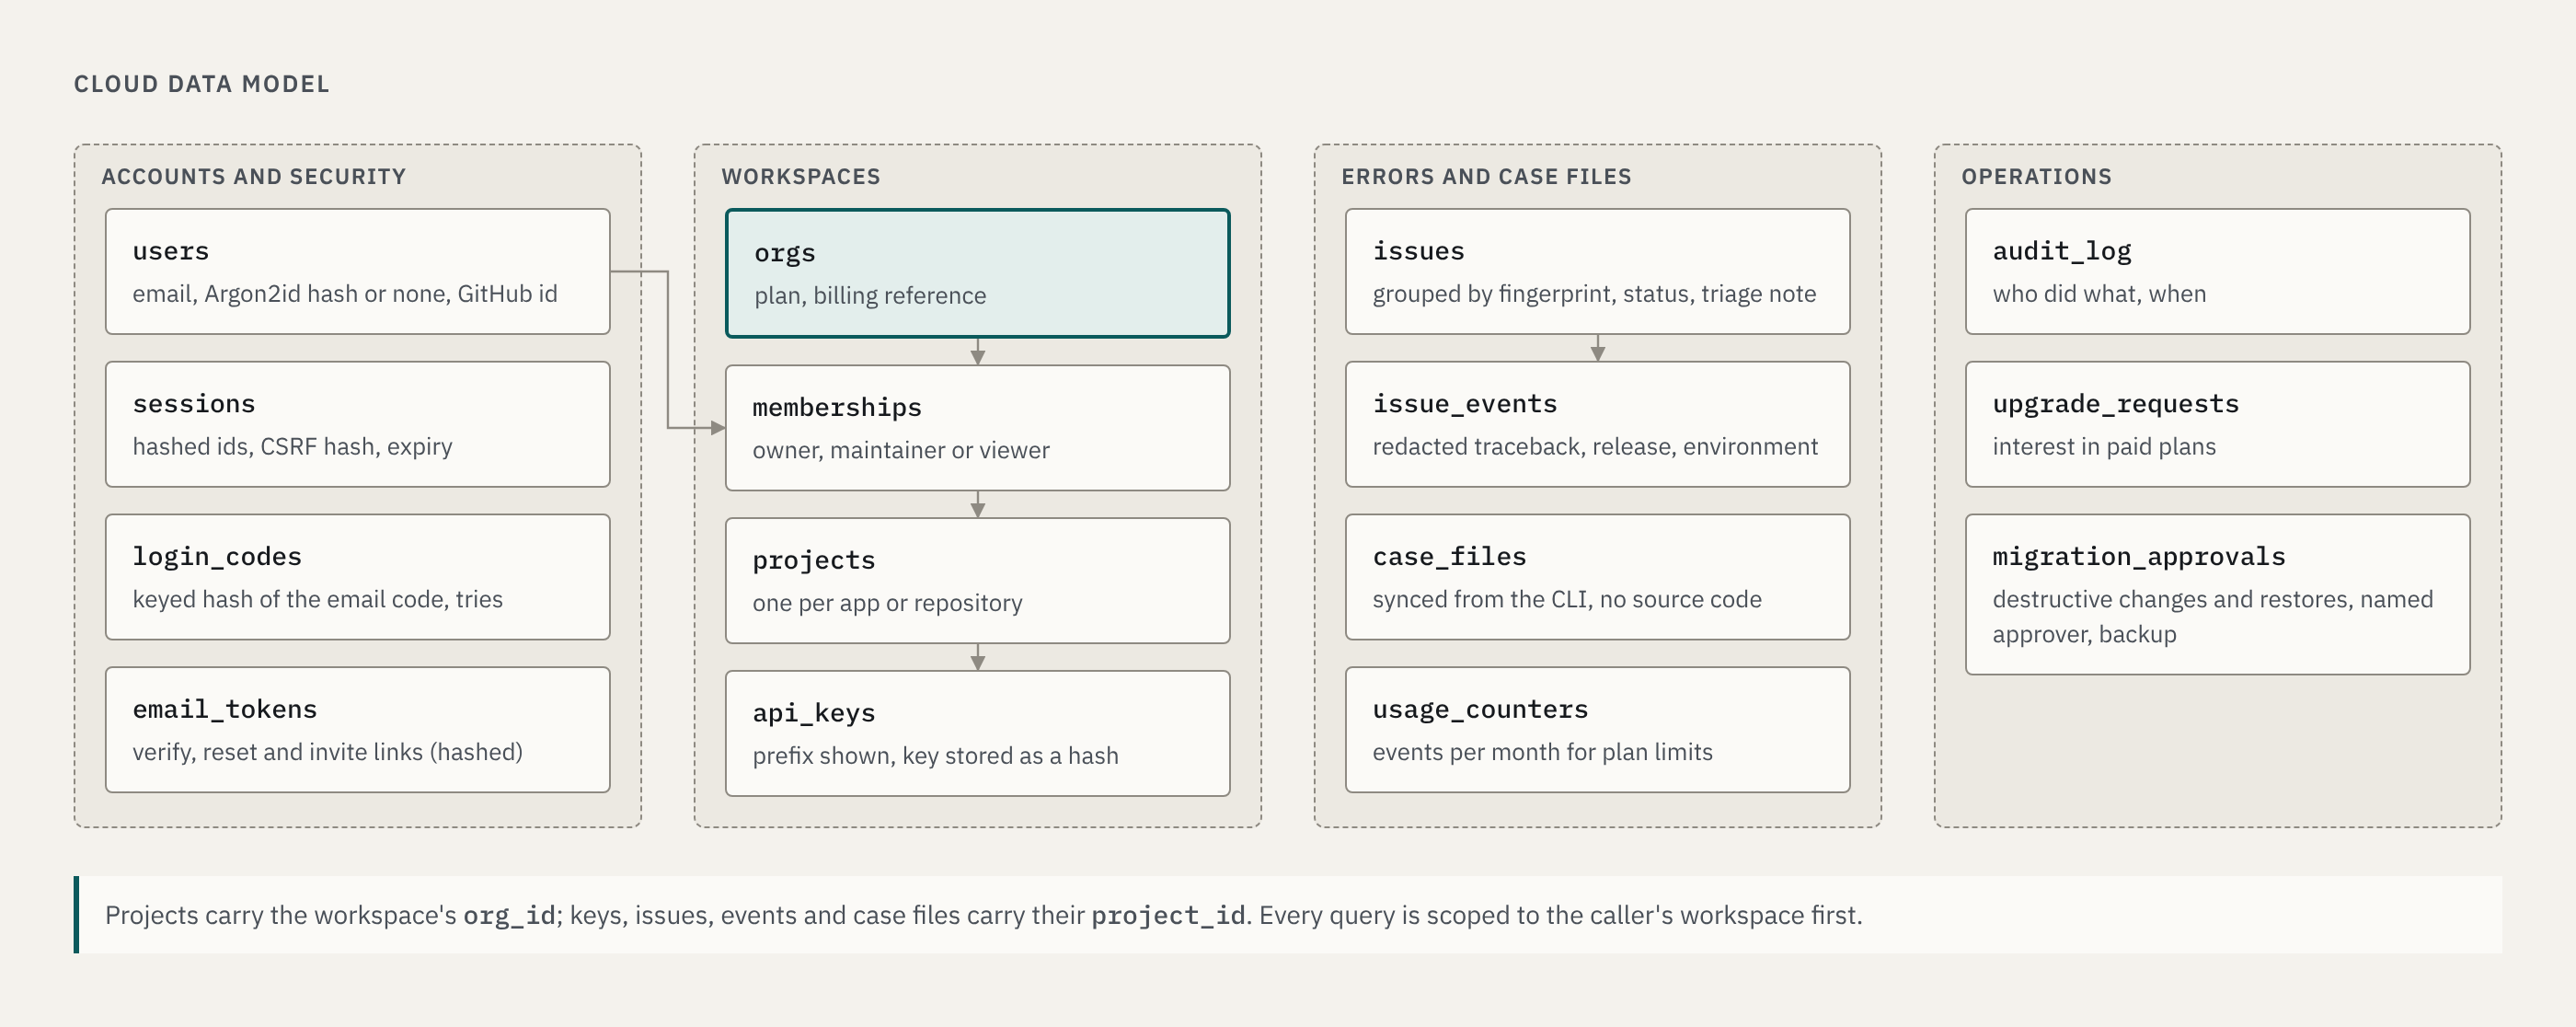 CLOUD DATA MODEL
ACCOUNTS AND SECURITY
users
email, Argon2id hash or none, GitHub id
sessions
hashed ids, CSRF hash, expiry
login_codes
keyed hash of the email code, tries
email_tokens
verify, reset and invite links (hashed)
WORKSPACES
orgs
plan, billing reference
memberships
owner, maintainer or viewer
projects
one per app or repository
api_keys
prefix shown, key stored as a hash
ERRORS AND CASE FILES
issues
grouped by fingerprint, status, triage note
issue_events
redacted traceback, release, environment
case_files
synced from the CLI, no source code
usage_counters
events per month for plan limits
OPERATIONS
audit_log
who did what, when
upgrade_requests
interest in paid plans
migration_approvals
destructive changes and restores, named
approver, backup
Projects carry the workspace's org_id; keys, issues, events and case files carry their project_id. Every query is scoped to the caller's workspace first.